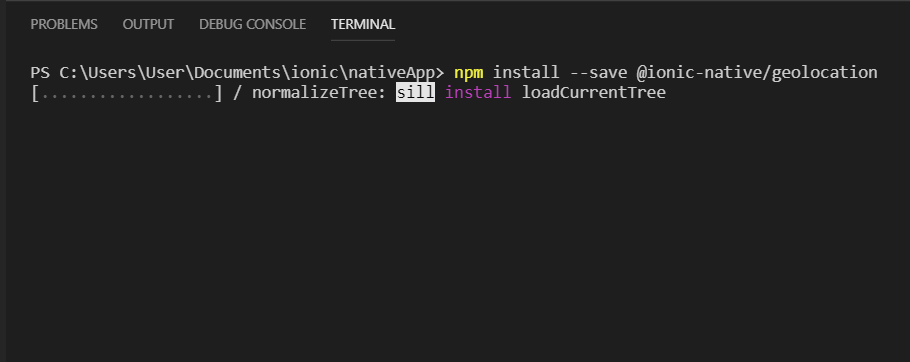 PROBLEMS OUTPUT DEBUG CONSOLE TERMINAL
PS C:\Users\User\Documents\ionic\nativeApp> npm install --save @ionic-native/geolocation
[..................] / normalizeTree: sill install loadCurrentTree